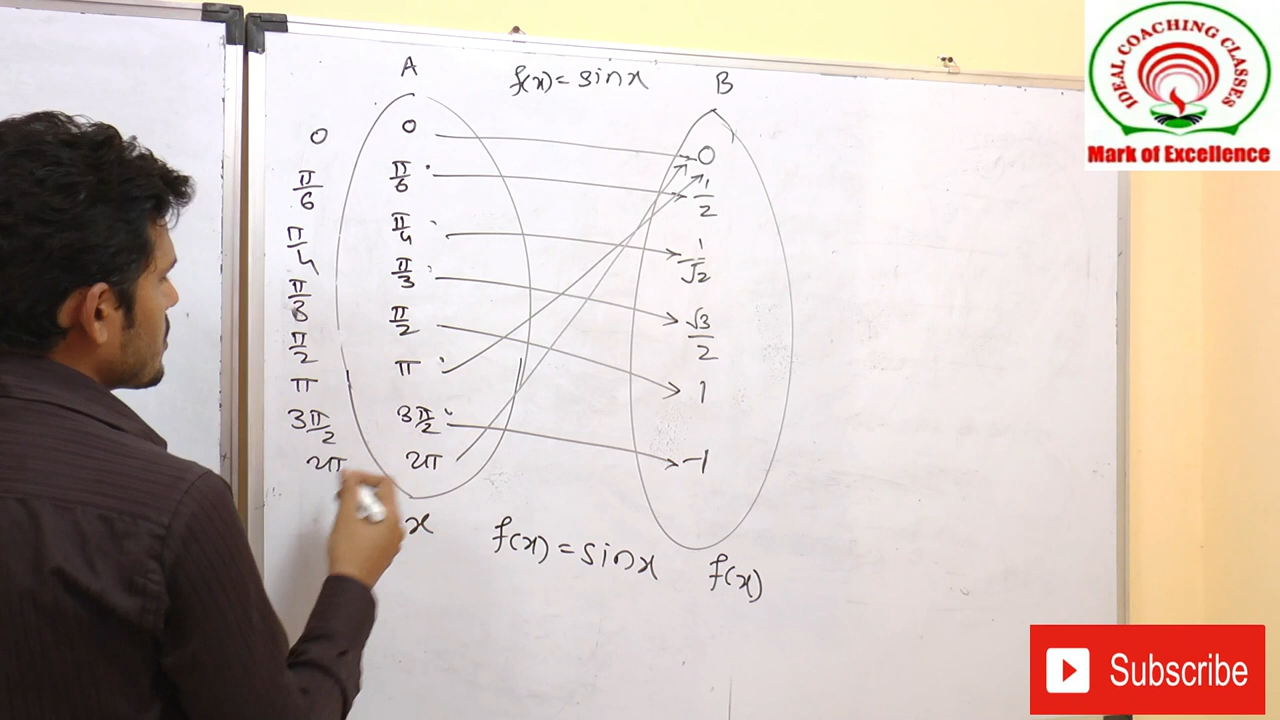 A f(x) = sinx B
0 0 0
π/6 π/6 1/2
π/4 π/4 1/√2
π/3 π/3 √3/2
π/2 π/2 1
π π
3π/2 3π/2 -1
2π 2π
x f(x) = sinx f(x)
IDEAL COACHING CLASSES
Mark of Excellence
Subscribe